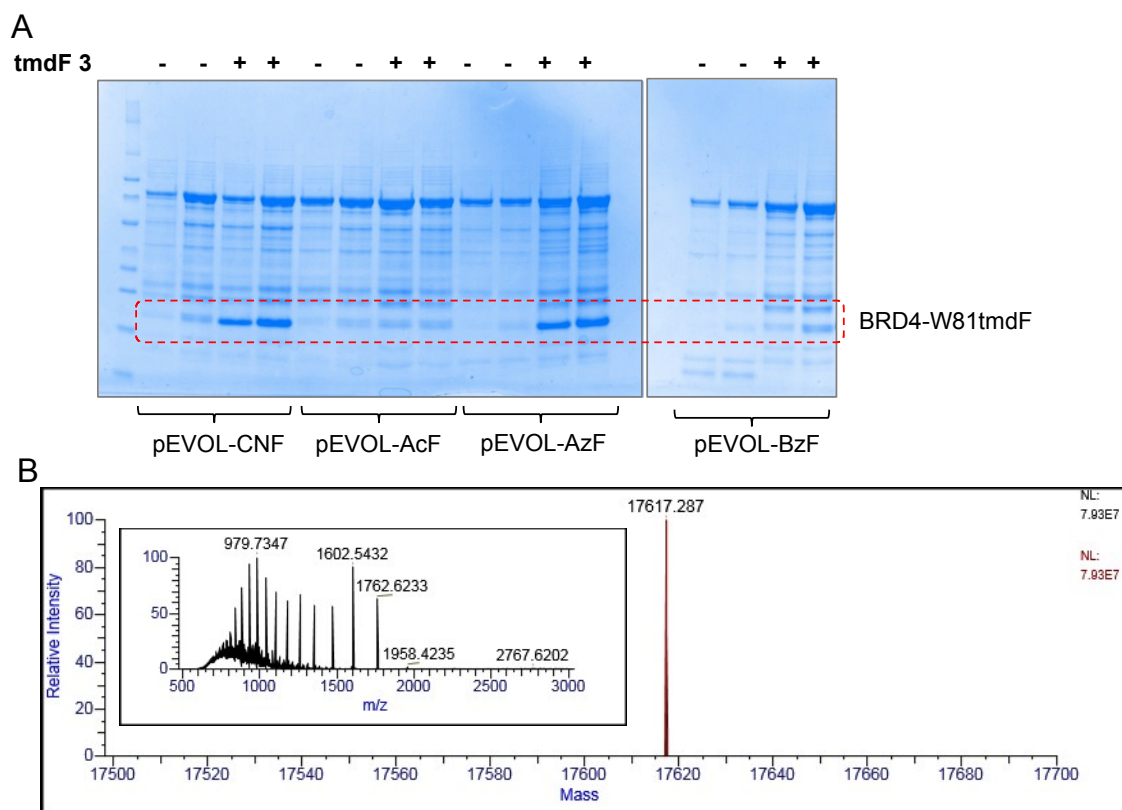 A
tmdF 3 - - + + - - + + - - + + - - + +
BRD4-W81tmdF
pEVOL-CNF pEVOL-AcF pEVOL-AzF pEVOL-BzF
B
17617.287
NL:
7.93E7
NL:
7.93E7
100
80
60
40
20
0
Relative Intensity
979.7347
1602.5432
1762.6233
1958.4235
2767.6202
100
50
0
500 1000 1500 2000 2500 3000
m/z
17500 17520 17540 17560 17580 17600 17620 17640 17660 17680 17700
Mass